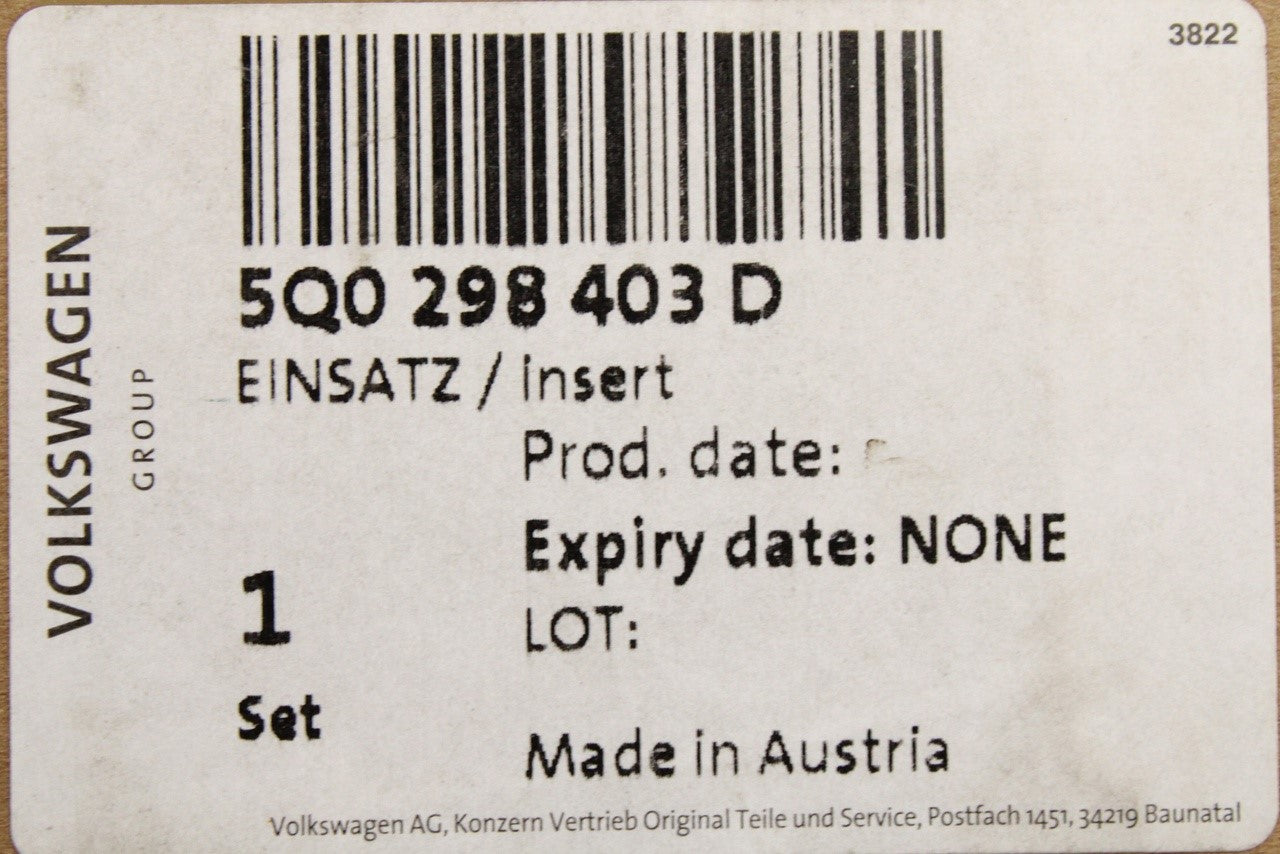 3822
VOLKSWAGEN
GROUP
5Q0 298 403 D
EINSATZ / insert
Prod. date:
Expiry date: NONE
1
LOT:
Set
Made in Austria
Volkswagen AG, Konzern Vertrieb Original Teile und Service, Postfach 1451, 34219 Baunatal